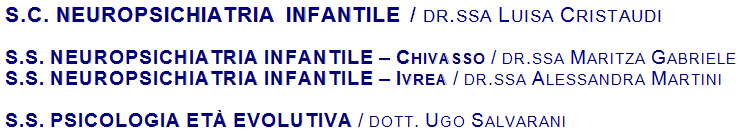 S.C. NEUROPSICHIATRIA INFANTILE / DR.SSA LUISA CRISTAUDI
S.S. NEUROPSICHIATRIA INFANTILE – CHIVASSO / DR.SSA MARITZA GABRIELE
S.S. NEUROPSICHIATRIA INFANTILE – IVREA / DR.SSA ALESSANDRA MARTINI
S.S. PSICOLOGIA ETÀ EVOLUTIVA / DOTT. UGO SALVARANI